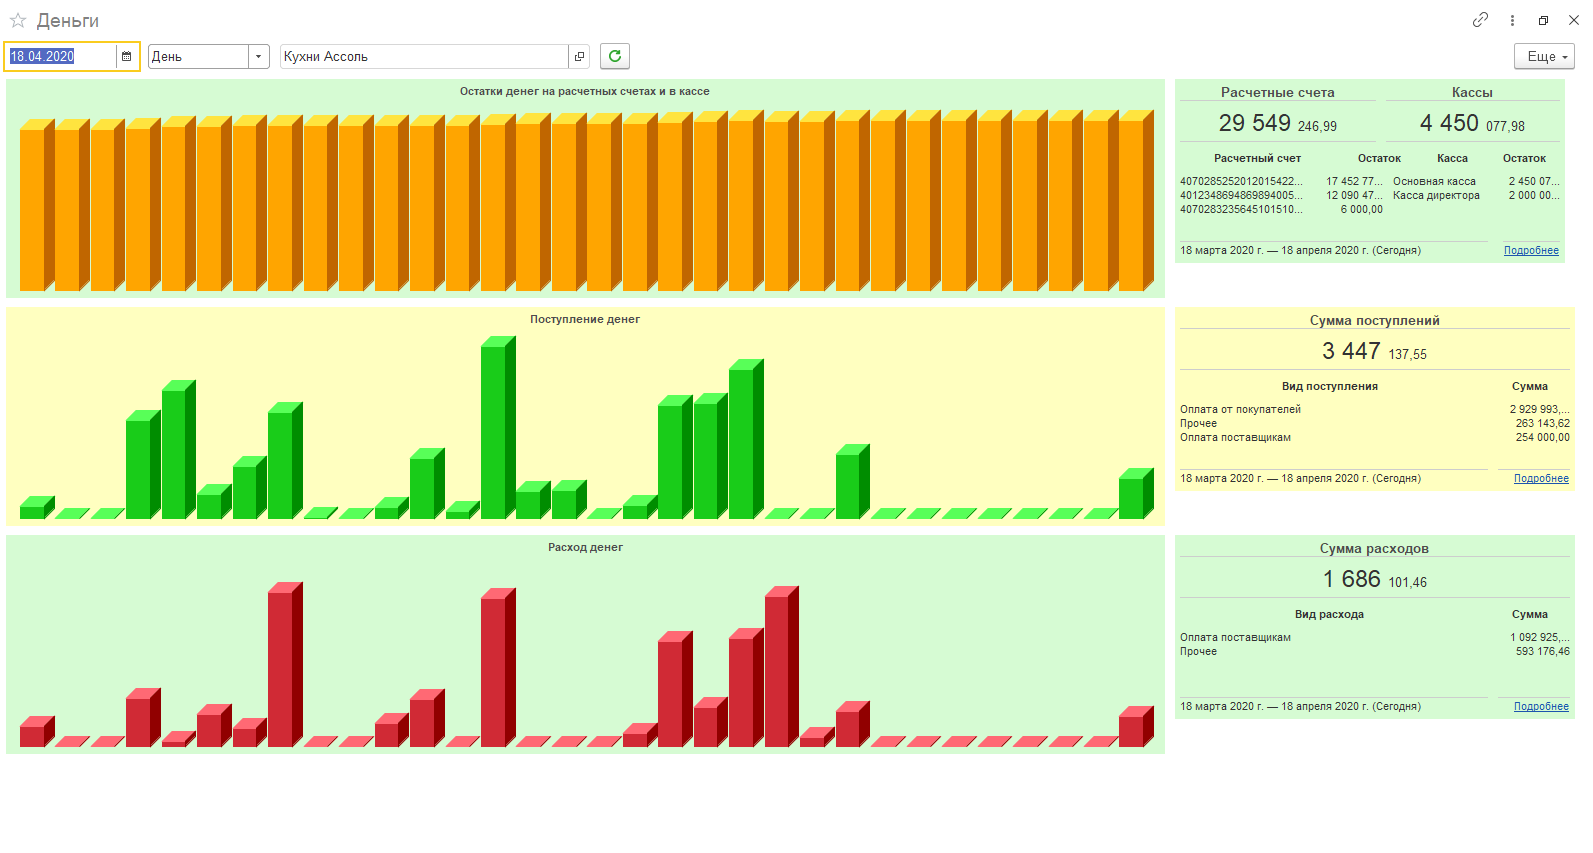 Деньги
18.04.2020 День Кухни Ассоль Еще
Остатки денег на расчетных счетах и в кассе
Расчетные счета Кассы
29 549 246,99 4 450 077,98
Расчетный счет Остаток Касса Остаток
4070285252012015422... 17 452 77... Основная касса 2 450 07...
4012348694869894005... 12 090 47... Касса директора 2 000 00...
4070283235645101510... 6 000,00
18 марта 2020 г. — 18 апреля 2020 г. (Сегодня) Подробнее
Поступление денег
Сумма поступлений
3 447 137,55
Вид поступления Сумма
Оплата от покупателей 2 929 993,...
Прочее 263 143,62
Оплата поставщикам 254 000,00
18 марта 2020 г. — 18 апреля 2020 г. (Сегодня) Подробнее
Расход денег
Сумма расходов
1 686 101,46
Вид расхода Сумма
Оплата поставщикам 1 092 925,...
Прочее 593 176,46
18 марта 2020 г. — 18 апреля 2020 г. (Сегодня) Подробнее